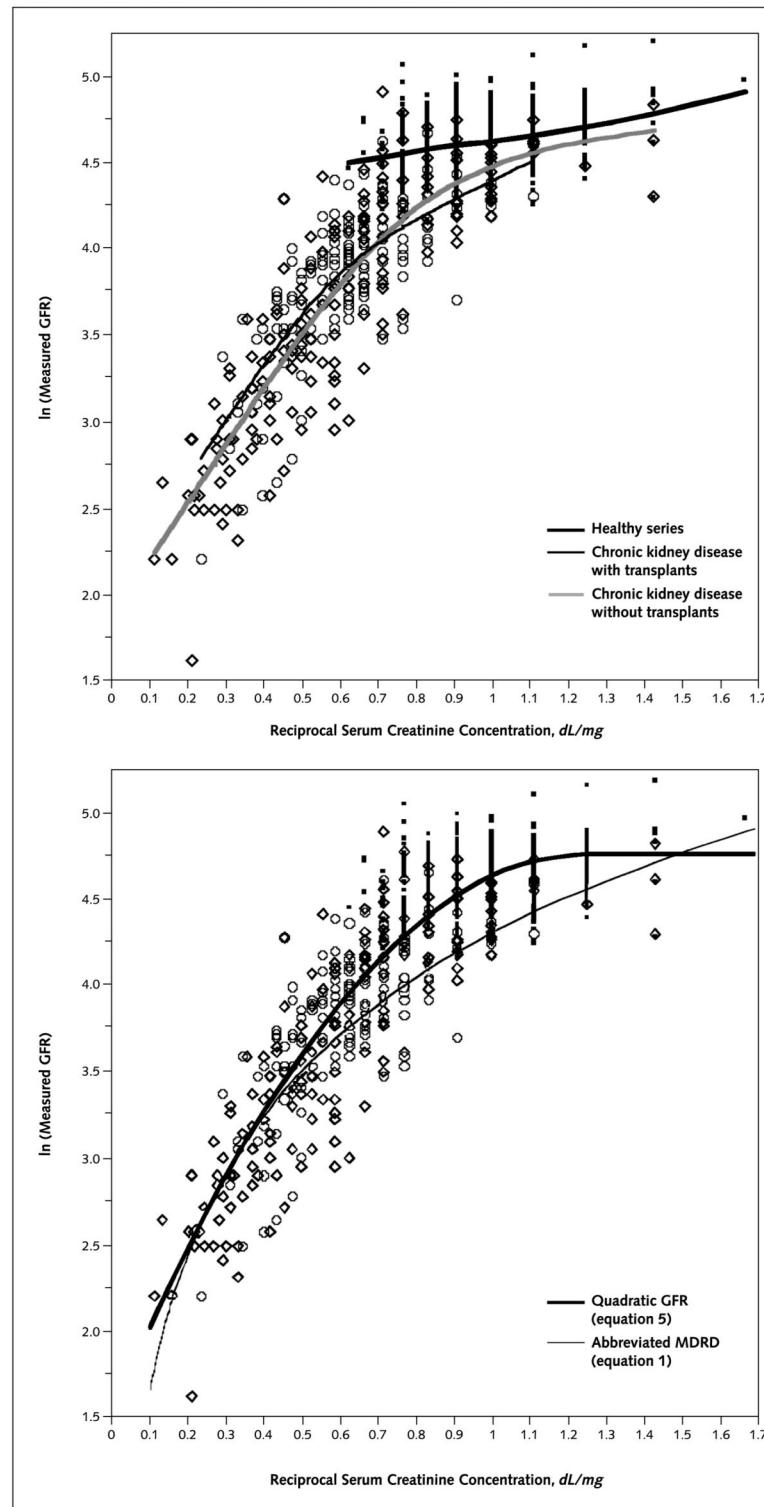 5.0
4.5
4.0
3.5
3.0
2.5
2.0
1.5
ln (Measured GFR)
Healthy series
Chronic kidney disease
with transplants
Chronic kidney disease
without transplants
0 0.1 0.2 0.3 0.4 0.5 0.6 0.7 0.8 0.9 1 1.1 1.2 1.3 1.4 1.5 1.6 1.7
Reciprocal Serum Creatinine Concentration, dL/mg
5.0
4.5
4.0
3.5
3.0
2.5
2.0
1.5
ln (Measured GFR)
Quadratic GFR
(equation 5)
Abbreviated MDRD
(equation 1)
0 0.1 0.2 0.3 0.4 0.5 0.6 0.7 0.8 0.9 1 1.1 1.2 1.3 1.4 1.5 1.6 1.7
Reciprocal Serum Creatinine Concentration, dL/mg